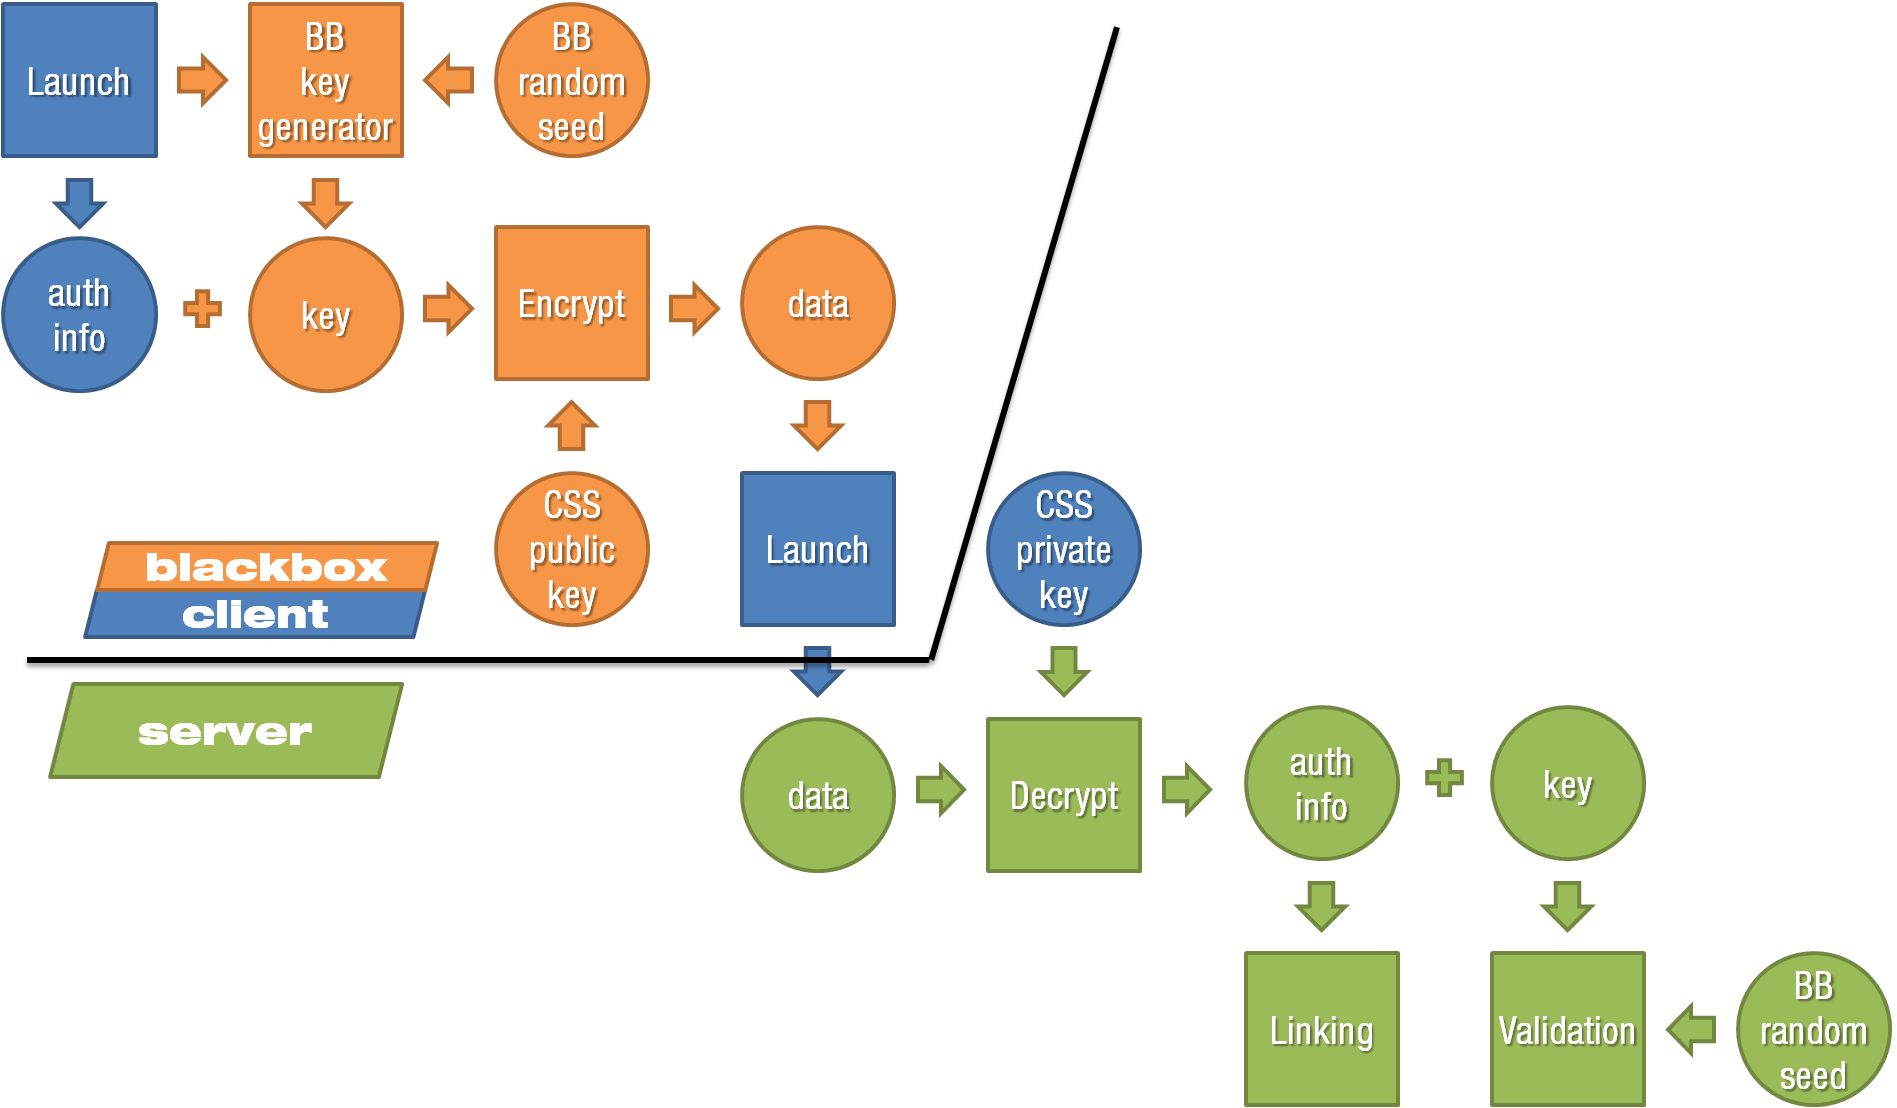 Launch
BB
key
generator
BB
random
seed
auth
info
key
Encrypt
data
CSS
public
key
Launch
CSS
private
key
blackbox
client
server
data
Decrypt
auth
info
key
Linking
Validation
BB
random
seed